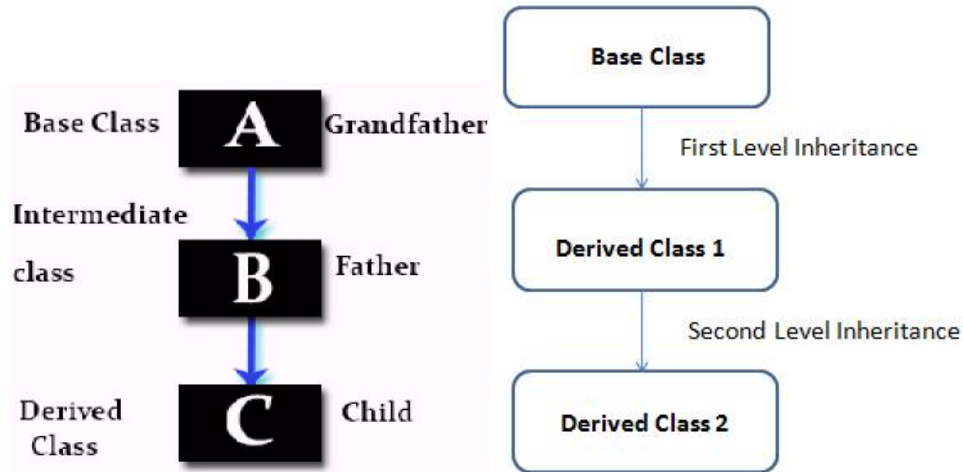 Base Class
A
Grandfather
Intermediate
class
B
Father
Derived
Class
C
Child
Base Class
First Level Inheritance
Derived Class 1
Second Level Inheritance
Derived Class 2